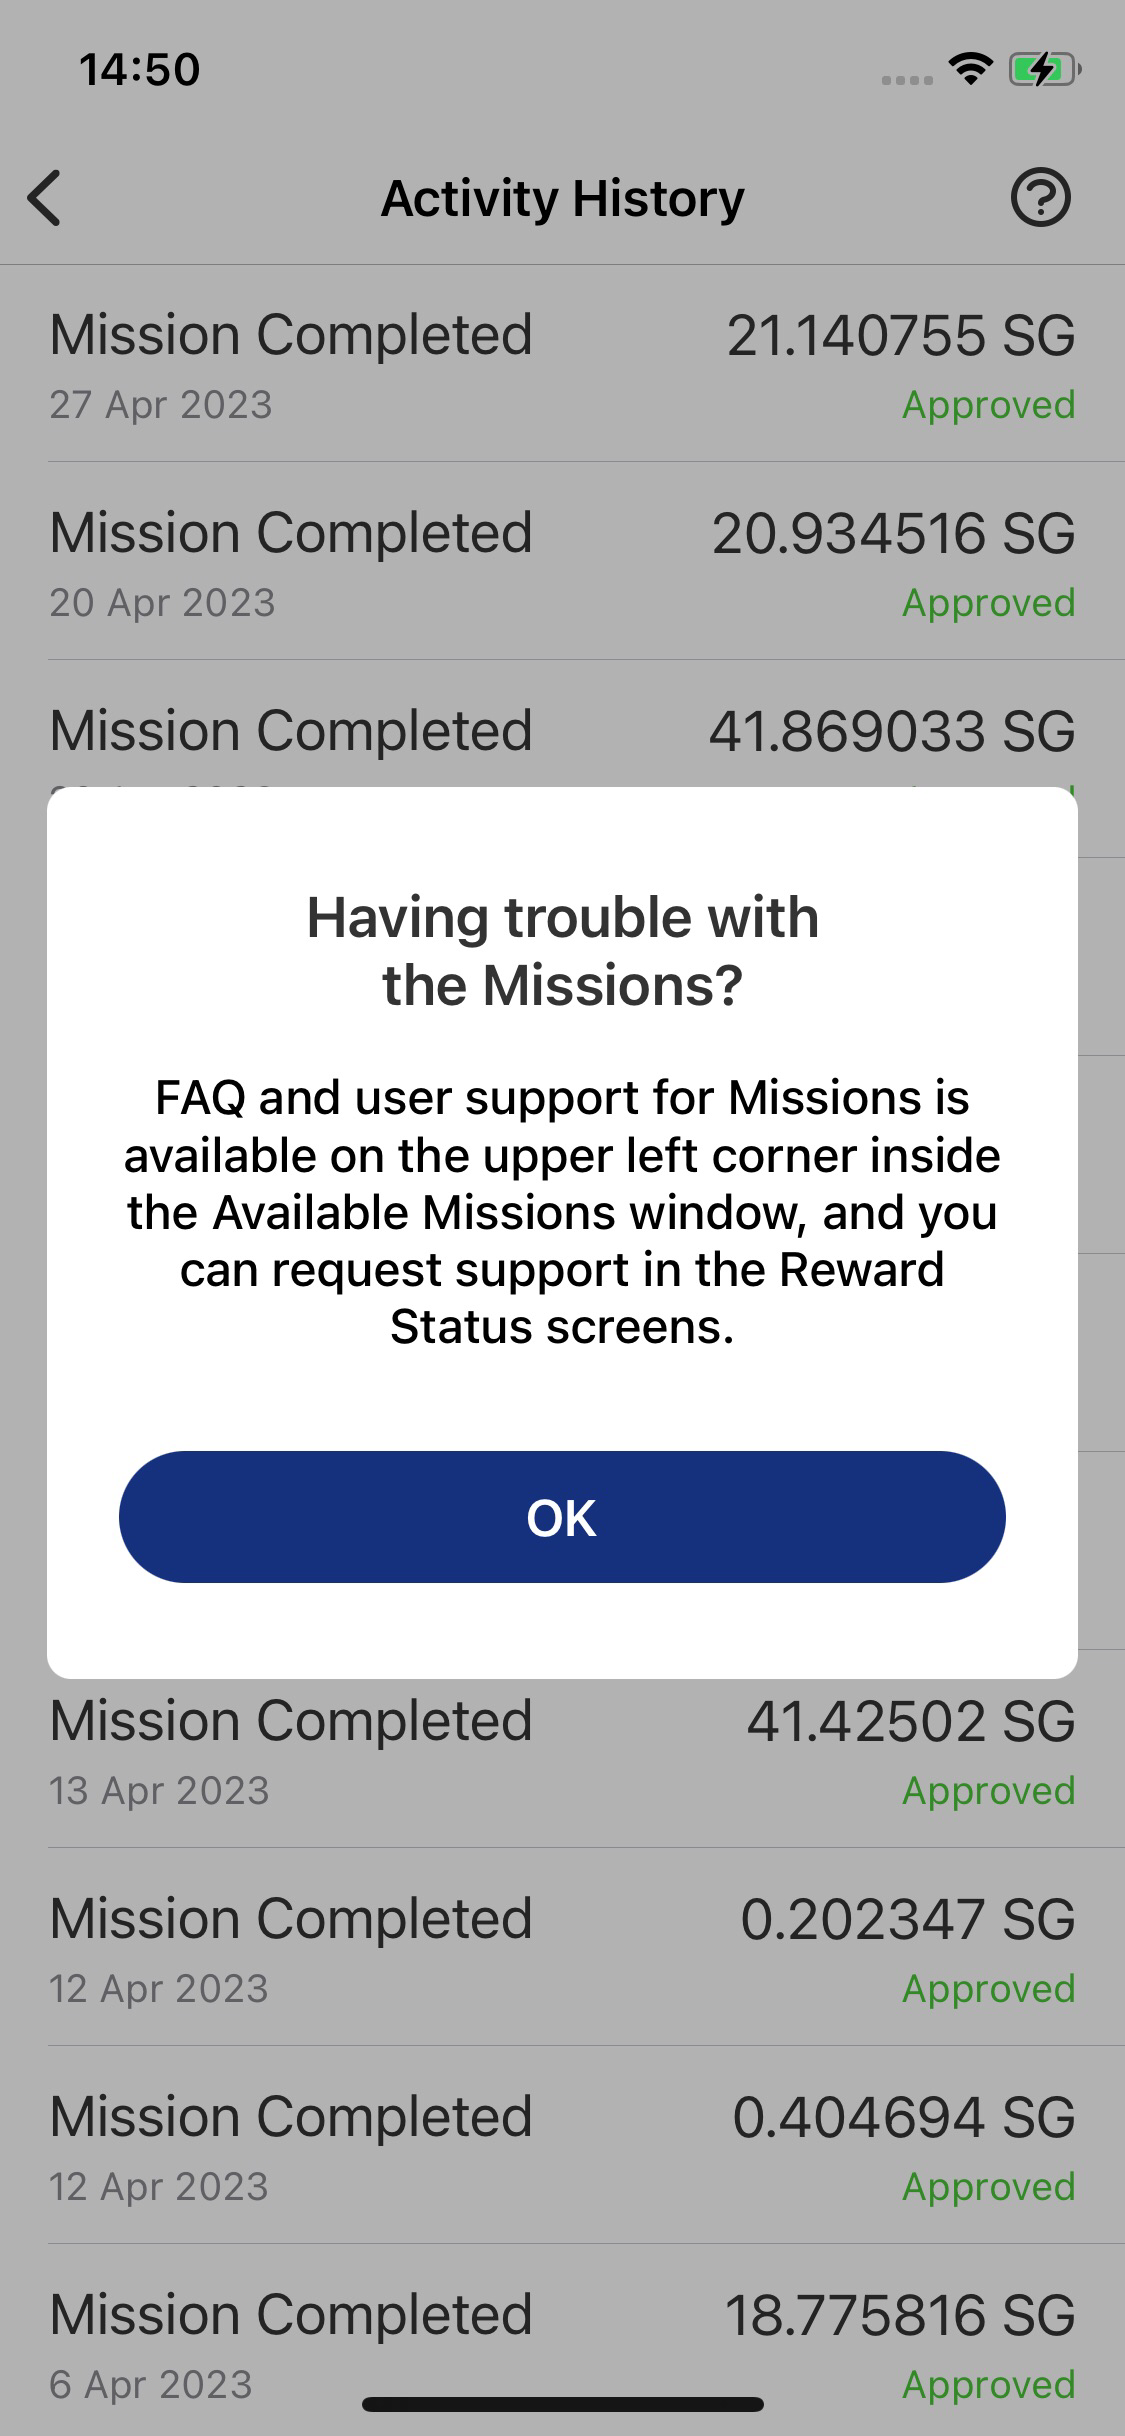 14:50
Activity History
Mission Completed 21.140755 SG
27 Apr 2023 Approved
Mission Completed 20.934516 SG
20 Apr 2023 Approved
Mission Completed 41.869033 SG
Having trouble with
the Missions?
FAQ and user support for Missions is
available on the upper left corner inside
the Available Missions window, and you
can request support in the Reward
Status screens.
OK
Mission Completed 41.42502 SG
13 Apr 2023 Approved
Mission Completed 0.202347 SG
12 Apr 2023 Approved
Mission Completed 0.404694 SG
12 Apr 2023 Approved
Mission Completed 18.775816 SG
6 Apr 2023 Approved